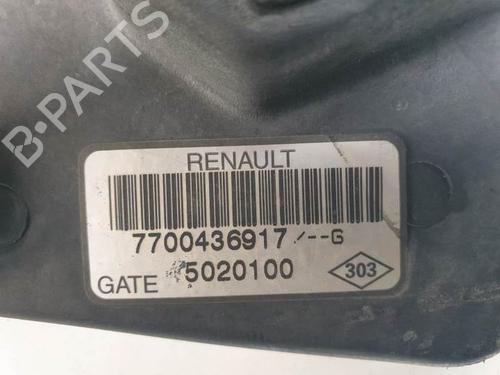 B-PARTS
RENAULT
7700436917/--G
GATE 5020100
303